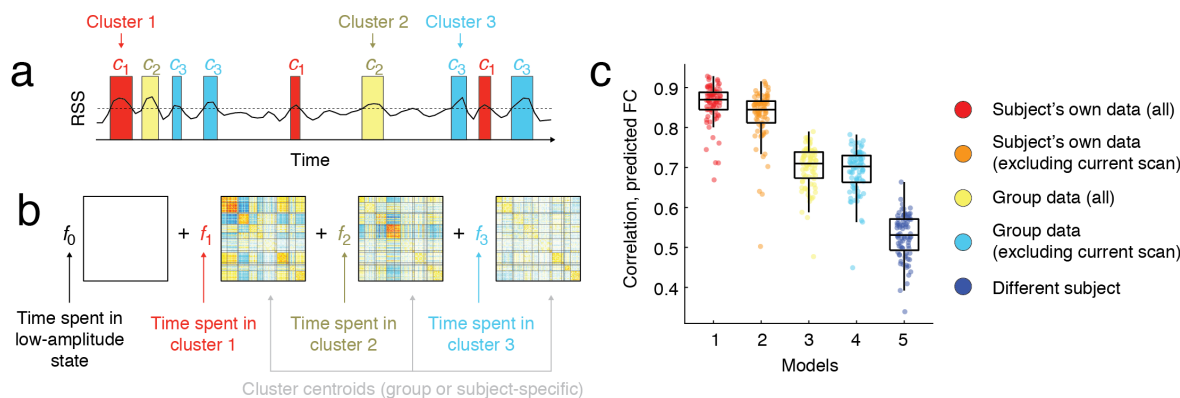 Cluster 1
Cluster 2
Cluster 3
a
c1 c2 c3 c3 c1 c2 c3 c1 c3
RSS
Time
b
f0 + f1 + f2 + f3
Time spent in
low-amplitude
state
Time spent in
cluster 1
Time spent in
cluster 2
Time spent in
cluster 3
Cluster centroids (group or subject-specific)
c
Correlation, predicted FC
0.9
0.8
0.7
0.6
0.5
0.4
1 2 3 4 5
Models
Subject's own data (all)
Subject's own data
(excluding current scan)
Group data (all)
Group data
(excluding current scan)
Different subject